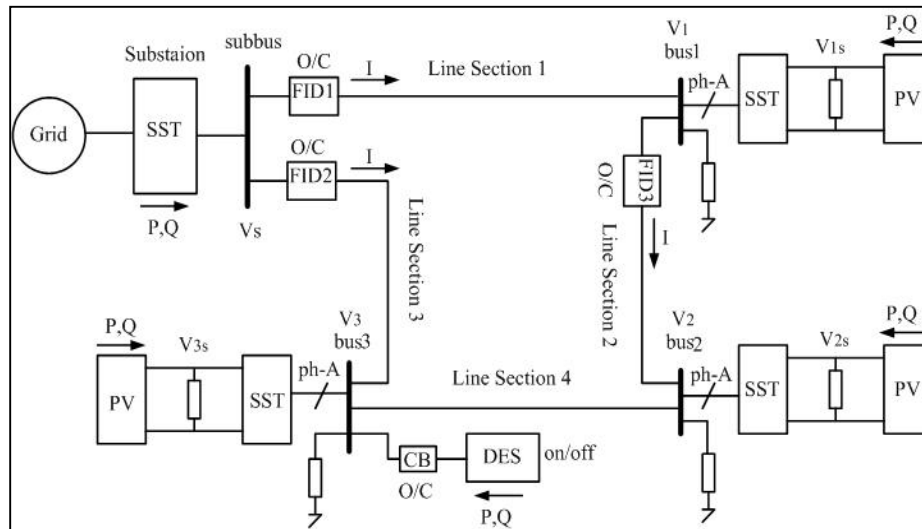 Substaion
subbus
O/C
FID1
I
Line Section 1
V1
bus1
ph-A
SST
V1s
P,Q
PV
Grid
SST
P,Q
O/C
FID2
I
Vs
O/C
FID3
I
Line Section 3
Line Section 2
P,Q
V3s
PV
SST
ph-A
V3
bus3
Line Section 4
V2
bus2
ph-A
SST
V2s
P,Q
PV
CB
O/C
DES
on/off
P,Q